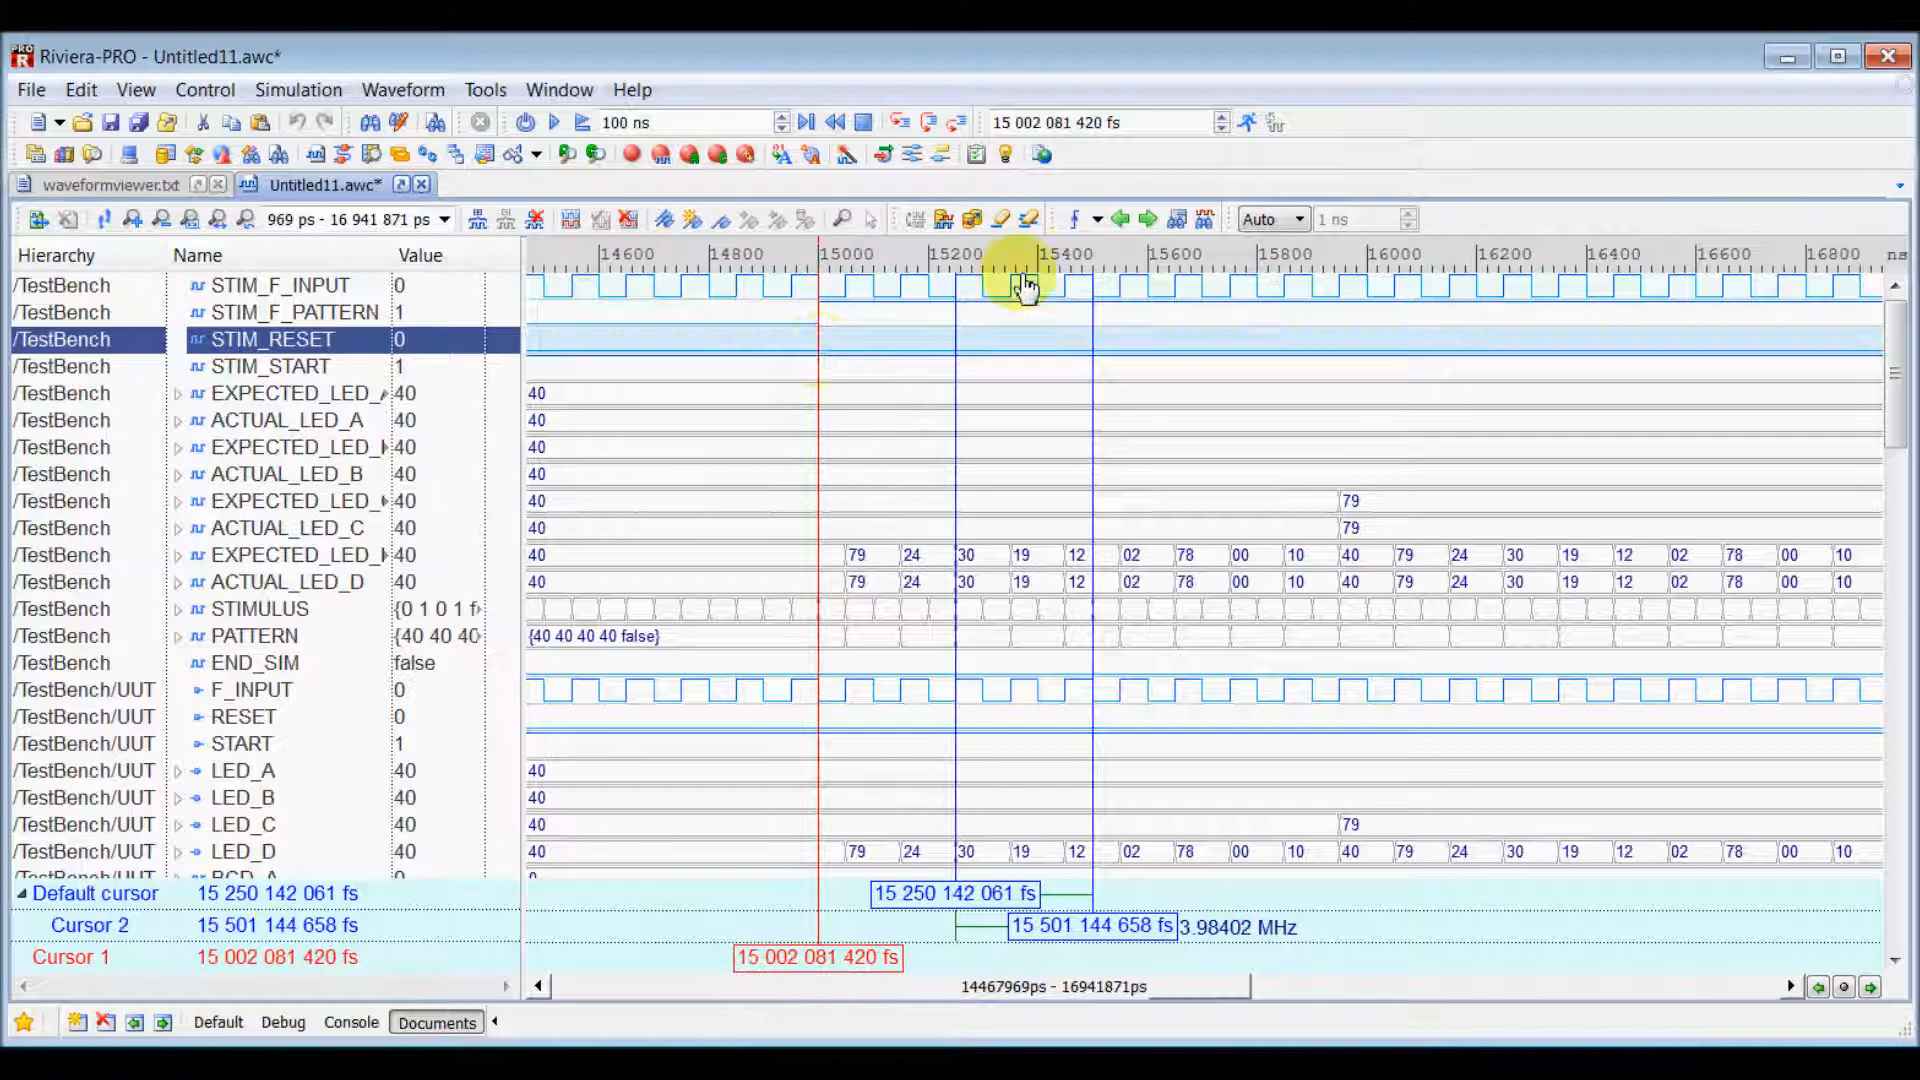 Riviera-PRO - Untitled11.awc*
File Edit View Control Simulation Waveform Tools Window Help
100 ns 15 002 081 420 fs
waveformviewer.txt Untitled11.awc*
969 ps - 16 941 871 ps Auto 1 ns
Hierarchy Name Value 14600 14800 15000 15200 15400 15600 15800 16000 16200 16400 16600 16800 ns
/TestBench STIM_F_INPUT 0
/TestBench STIM_F_PATTERN 1
/TestBench STIM_RESET 0
/TestBench STIM_START 1
/TestBench EXPECTED_LED_ 40 40
/TestBench ACTUAL_LED_A 40 40
/TestBench EXPECTED_LED_ 40 40
/TestBench ACTUAL_LED_B 40 40
/TestBench EXPECTED_LED_ 40 40 79
/TestBench ACTUAL_LED_C 40 40 79
/TestBench EXPECTED_LED_ 40 40 79 24 30 19 12 02 78 00 10 40 79 24 30 19 12 02 78 00 10
/TestBench ACTUAL_LED_D 40 40 79 24 30 19 12 02 78 00 10 40 79 24 30 19 12 02 78 00 10
/TestBench STIMULUS {0 1 0 1 f
/TestBench PATTERN {40 40 40 {40 40 40 40 false}
/TestBench END_SIM false
/TestBench/UUT F_INPUT 0
/TestBench/UUT RESET 0
/TestBench/UUT START 1
/TestBench/UUT LED_A 40 40
/TestBench/UUT LED_B 40 40
/TestBench/UUT LED_C 40 40 79
/TestBench/UUT LED_D 40 40 79 24 30 19 12 02 78 00 10 40 79 24 30 19 12 02 78 00 10
Default cursor 15 250 142 061 fs 15 250 142 061 fs
Cursor 2 15 501 144 658 fs 15 501 144 658 fs 3.98402 MHz
Cursor 1 15 002 081 420 fs 15 002 081 420 fs
14467969ps - 16941871ps
Default Debug Console Documents